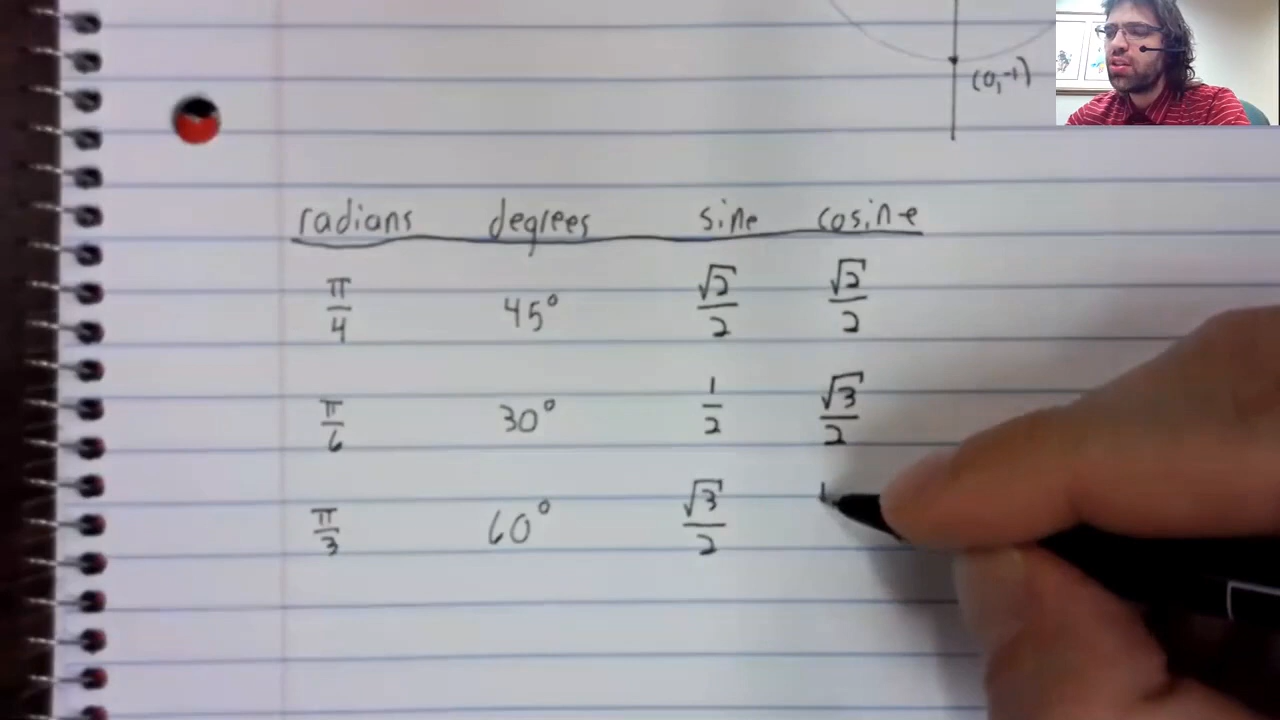 (0,-1)
radians degrees sine cosine
π/4 45° √2/2 √2/2
π/6 30° 1/2 √3/2
π/3 60° √3/2 1